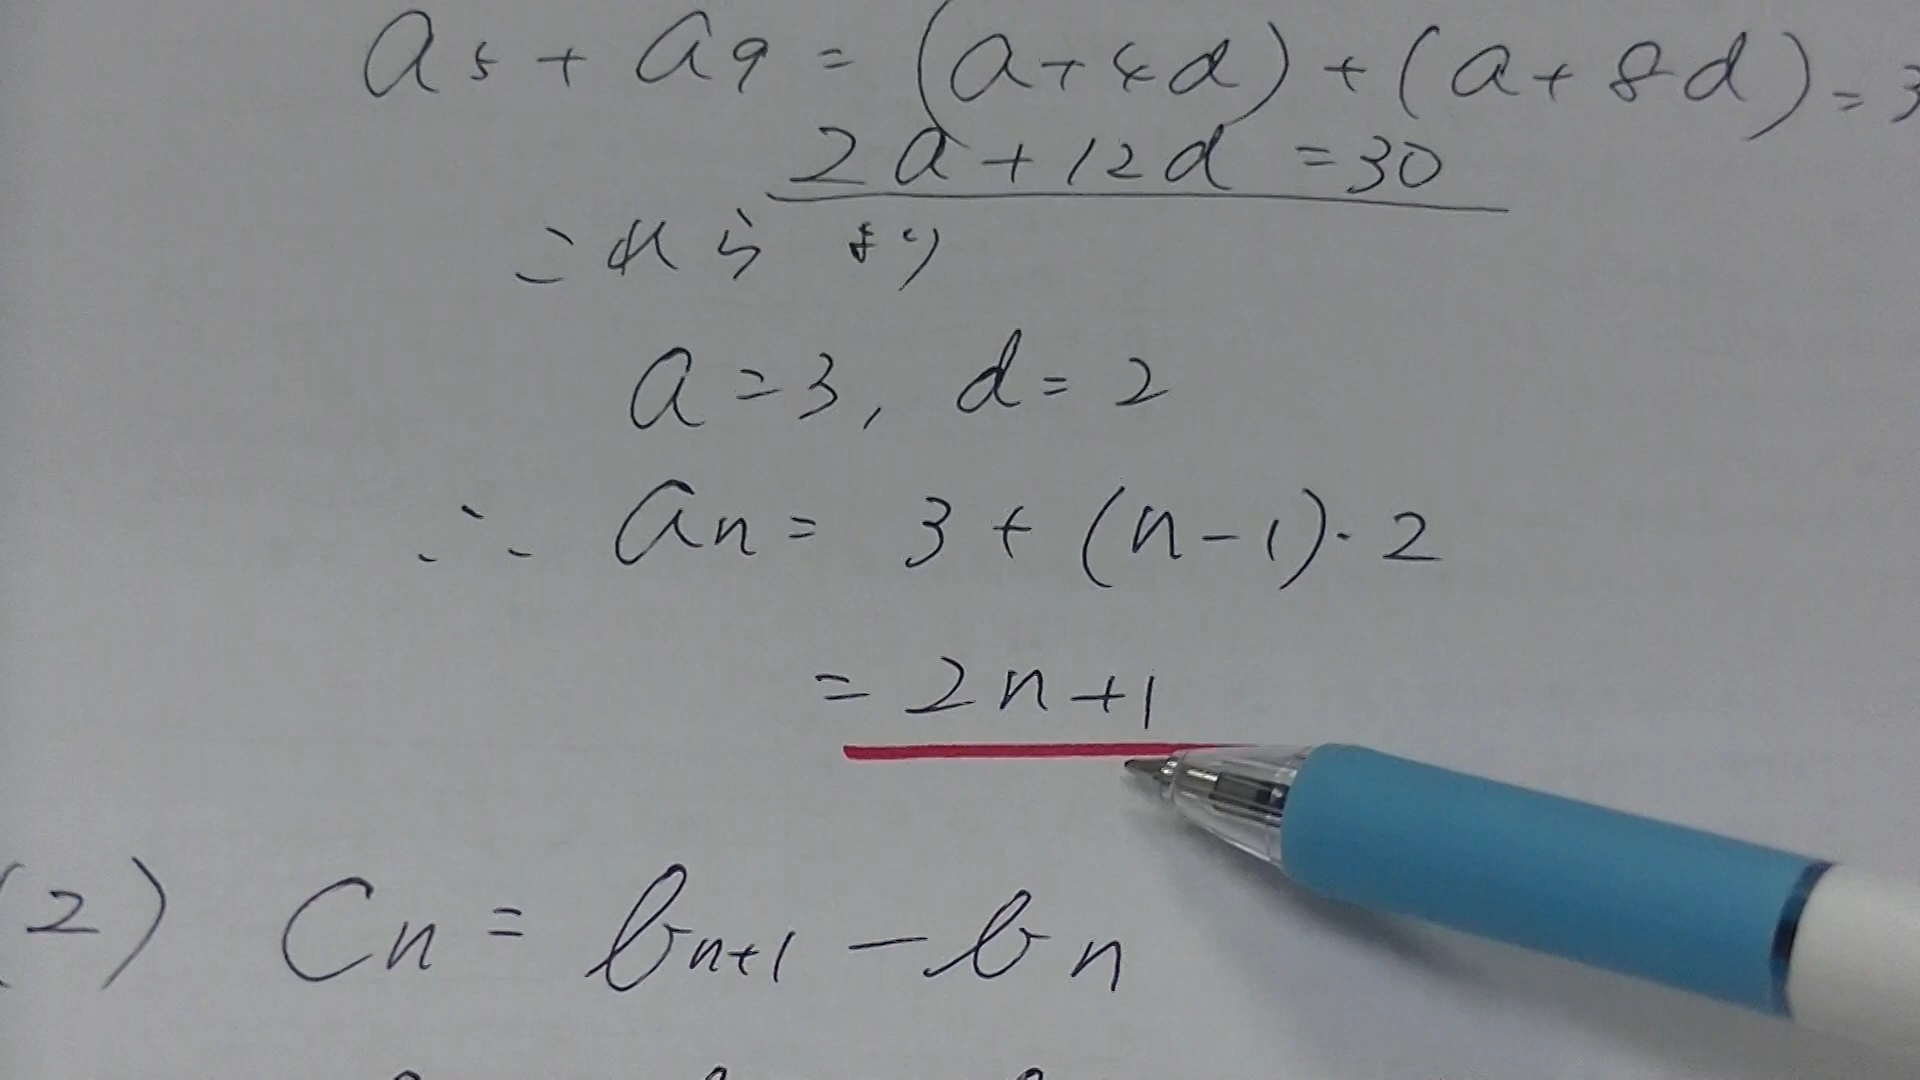 a5 + a9 = (a+4d) + (a+8d) = 3
2a + 12d = 30
これらより
a = 3, d = 2
∴ an = 3 + (n-1)・2
= 2n+1
(2) Cn = bn+1 - bn